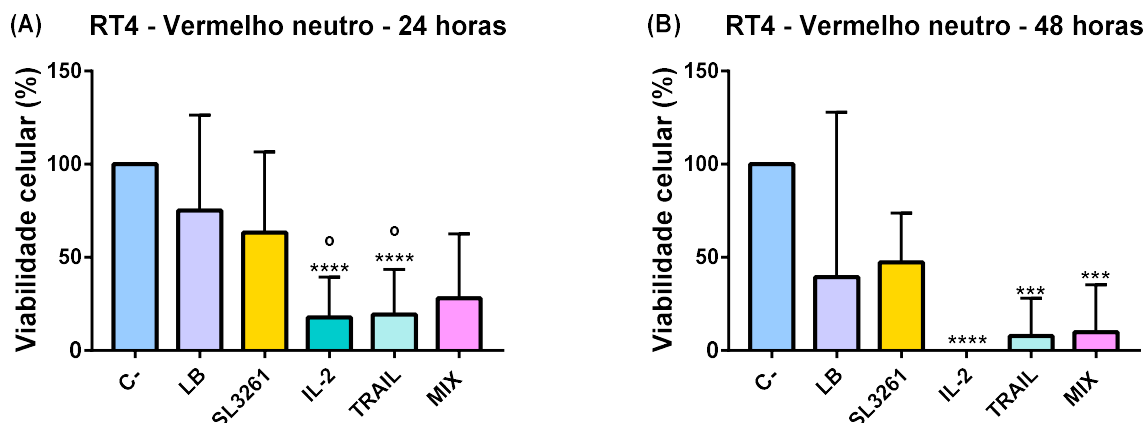 (A) RT4 - Vermelho neutro - 24 horas
Viabilidade celular (%)
150
100
50
0
° °
**** ****
C- LB SL3261 IL-2 TRAIL MIX
(B) RT4 - Vermelho neutro - 48 horas
Viabilidade celular (%)
150
100
50
0
**** *** ***
C- LB SL3261 IL-2 TRAIL MIX